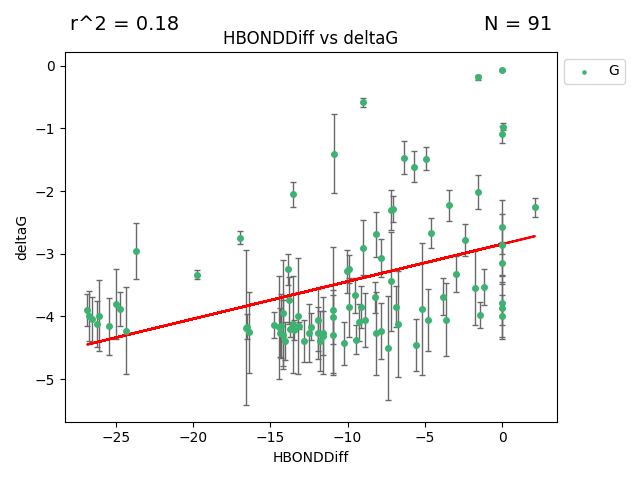 r^2 = 0.18
N = 91
HBONDDiff vs deltaG
G
deltaG
0
−1
−2
−3
−4
−5
−25
−20
−15
−10
−5
0
HBONDDiff